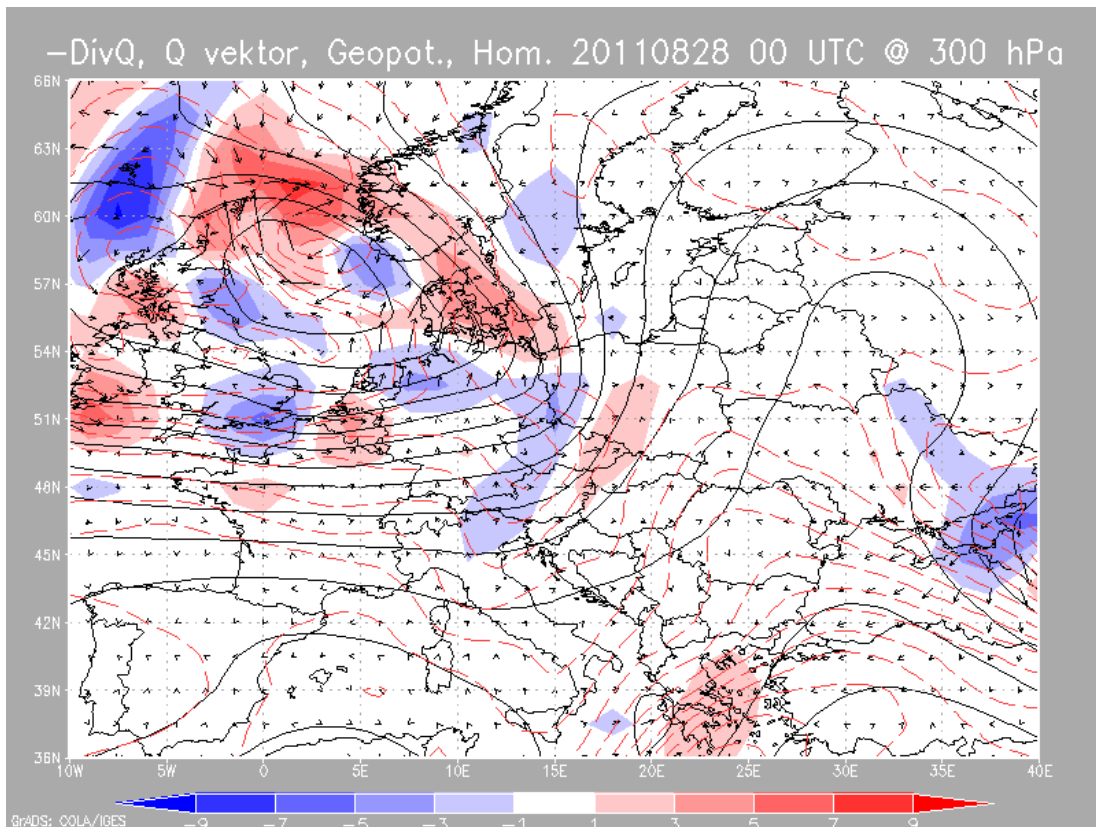 −DivQ, Q vektor, Geopot., Hom. 20110828 00 UTC @ 300 hPa
66N
63N
60N
57N
54N
51N
48N
45N
42N
39N
36N
10W 5W 0 5E 10E 15E 20E 25E 30E 35E 40E
−9 −7 −5 −3 −1 1 3 5 7 9
GrADS: COLA/IGES